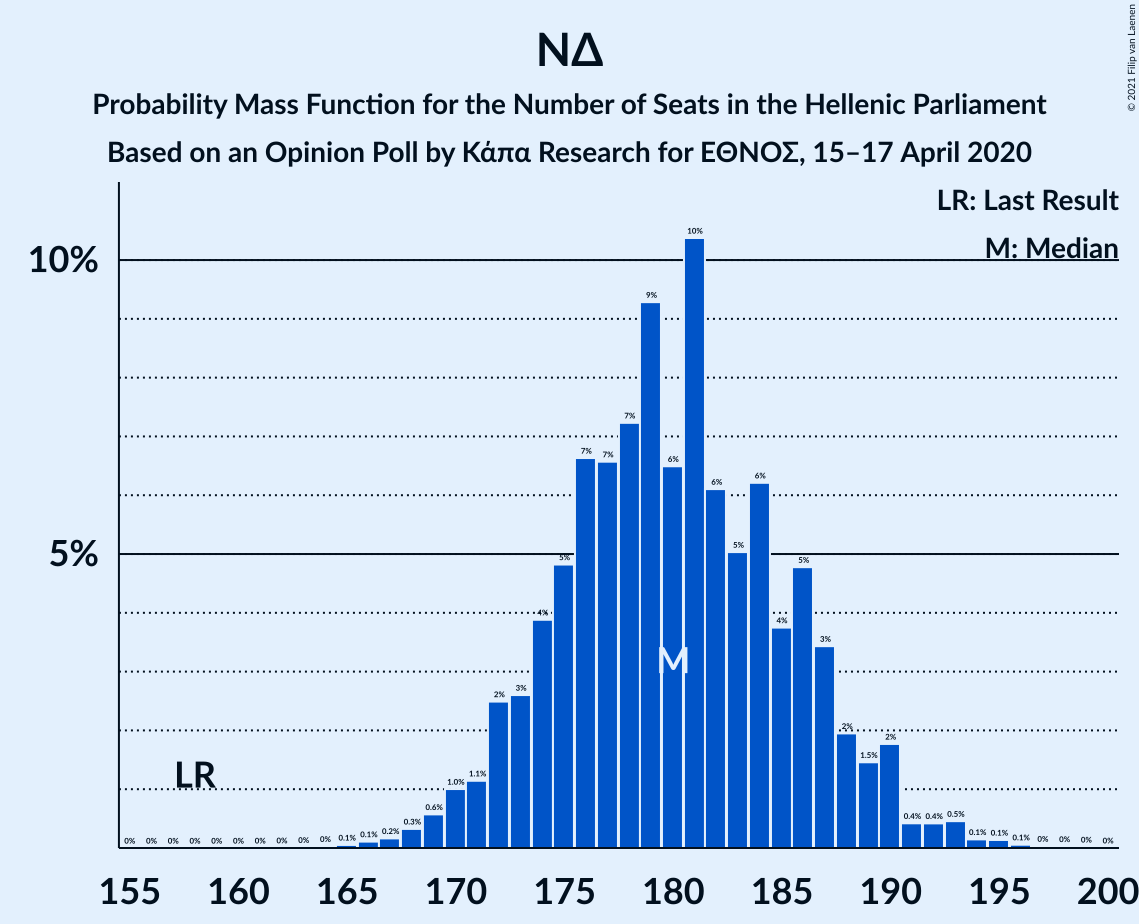 ΝΔ
Probability Mass Function for the Number of Seats in the Hellenic Parliament
Based on an Opinion Poll by Κάπα Research for ΕΘΝΟΣ, 15–17 April 2020
© 2021 Filip van Laenen
LR: Last Result
M: Median
10%
5%
0% 0% 0% 0% 0% 0% 0% 0% 0% 0% 0.1% 0.1% 0.2% 0.3% 0.6% 1.0% 1.1% 2% 3% 4% 5% 7% 7% 7% 9% 6% 10% 6% 5% 6% 4% 5% 3% 2% 1.5% 2% 0.4% 0.4% 0.5% 0.1% 0.1% 0.1% 0% 0% 0% 0%
M
LR
155 160 165 170 175 180 185 190 195 200